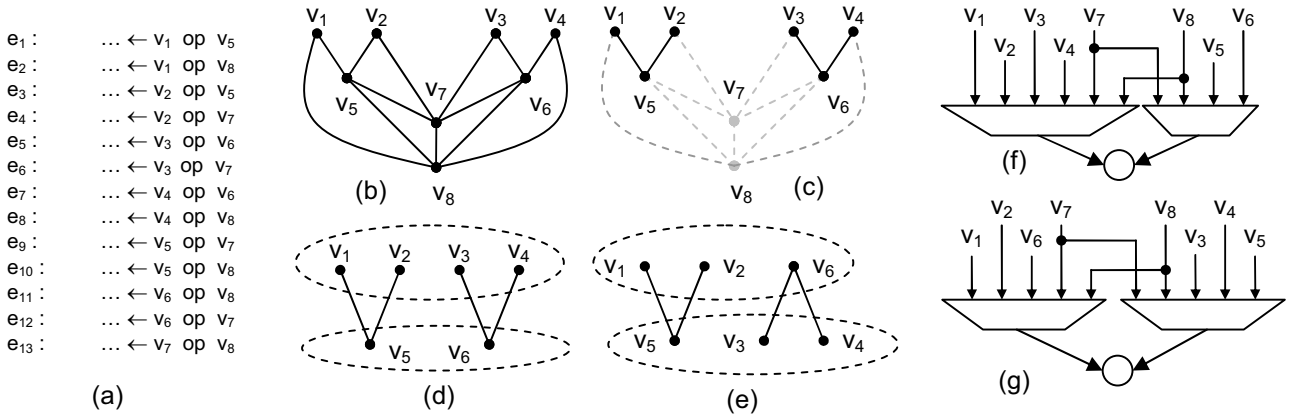 e1 : … ← v1 op v5
e2 : … ← v1 op v8
e3 : … ← v2 op v5
e4 : … ← v2 op v7
e5 : … ← v3 op v6
e6 : … ← v3 op v7
e7 : … ← v4 op v6
e8 : … ← v4 op v8
e9 : … ← v5 op v7
e10 : … ← v5 op v8
e11 : … ← v6 op v8
e12 : … ← v6 op v7
e13 : … ← v7 op v8
(a)
v1 v2 v3 v4
v7
v5 v6
(b)
v8
v1 v2 v3 v4
v7
v5 v6
(c)
v8
v1 v2 v3 v4
v5 v6
(d)
v1 v2 v6
v5 v3 v4
(e)
v1 v3 v7 v8 v6
v2 v4 v5
(f)
v2 v7 v8 v4
v1 v6 v3 v5
(g)